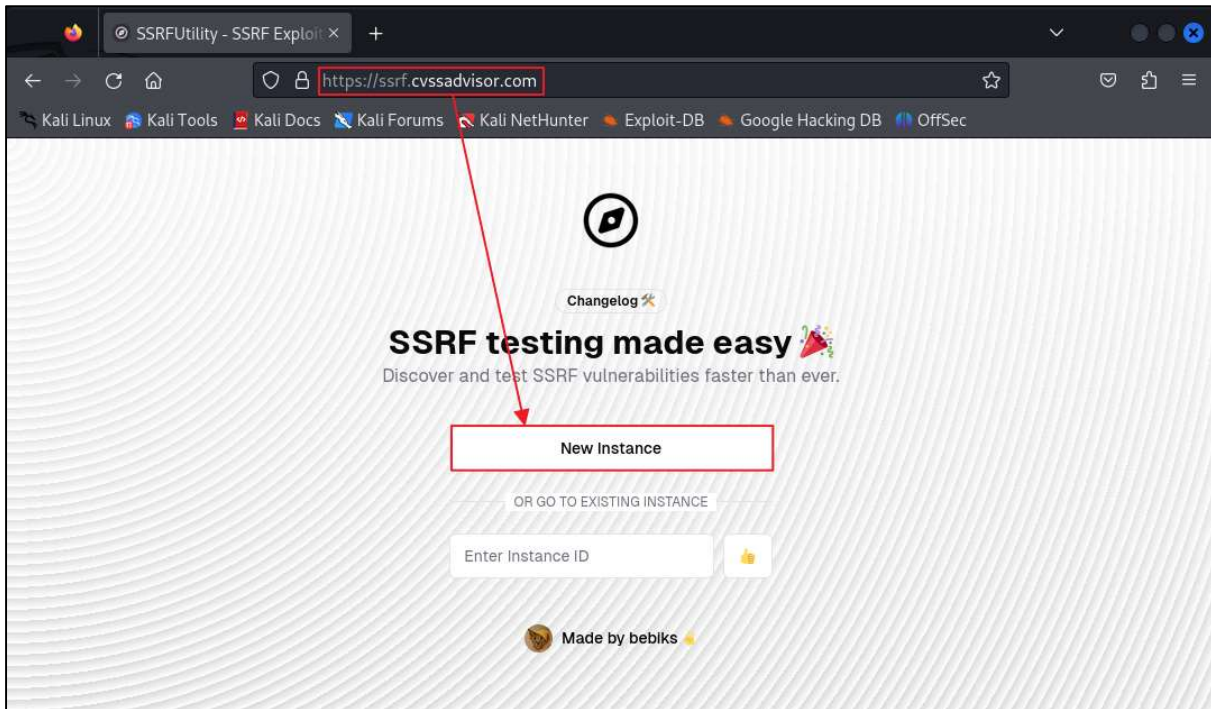 SSRFUtility - SSRF Exploit
https://ssrf.cvssadvisor.com
Kali Linux Kali Tools Kali Docs Kali Forums Kali NetHunter Exploit-DB Google Hacking DB OffSec
Changelog
SSRF testing made easy
Discover and test SSRF vulnerabilities faster than ever.
New Instance
OR GO TO EXISTING INSTANCE
Enter Instance ID
Made by bebiks